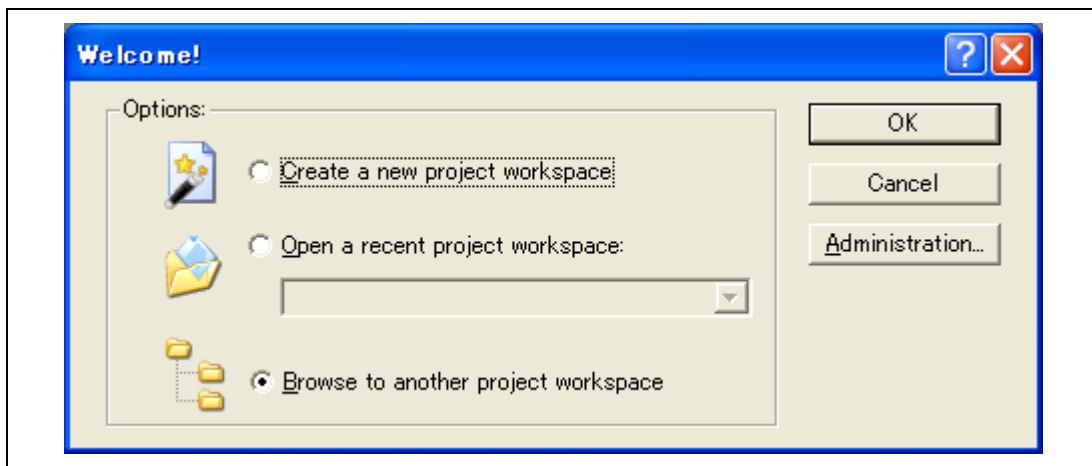 Welcome!
Options:
Create a new project workspace
Open a recent project workspace:
Browse to another project workspace
OK
Cancel
Administration...